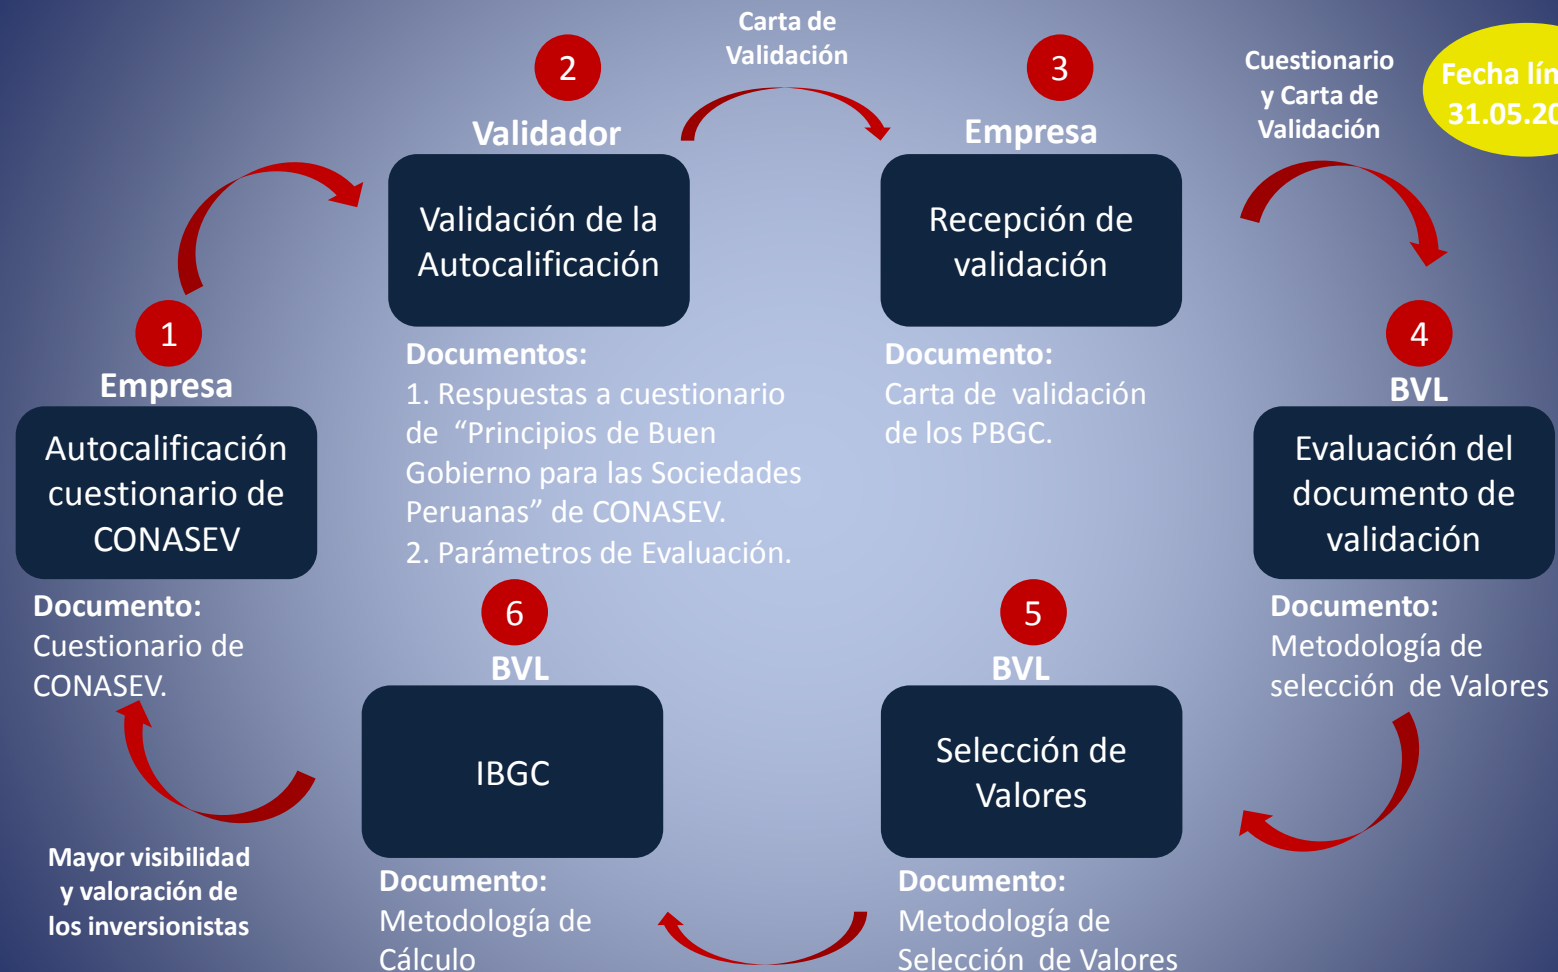 1
Empresa
Autocalificación
cuestionario de
CONASEV
Documento:
Cuestionario de
CONASEV.
2
Validador
Validación de la
Autocalificación
Documentos:
1. Respuestas a cuestionario
de “Principios de Buen
Gobierno para las Sociedades
Peruanas” de CONASEV.
2. Parámetros de Evaluación.
Carta de
Validación
3
Empresa
Recepción de
validación
Documento:
Carta de validación
de los PBGC.
Cuestionario
y Carta de
Validación
Fecha
4
BVL
Evaluación del
documento de
validación
Documento:
Metodología de
selección de Valores
5
BVL
Selección de
Valores
Documento:
Metodología de
Selección de Valores
6
BVL
IBGC
Documento:
Metodología de
Cálculo
Mayor visibilidad
y valoración de
los inversionistas